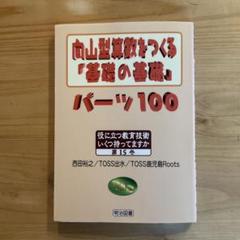 向山型算数をつくる
「基礎の基礎」
パーツ100
役に立つ教育技術
いくつ持ってますか
第15巻
西田裕之／TOSS出水／TOSS鹿児島Roots
明治図書